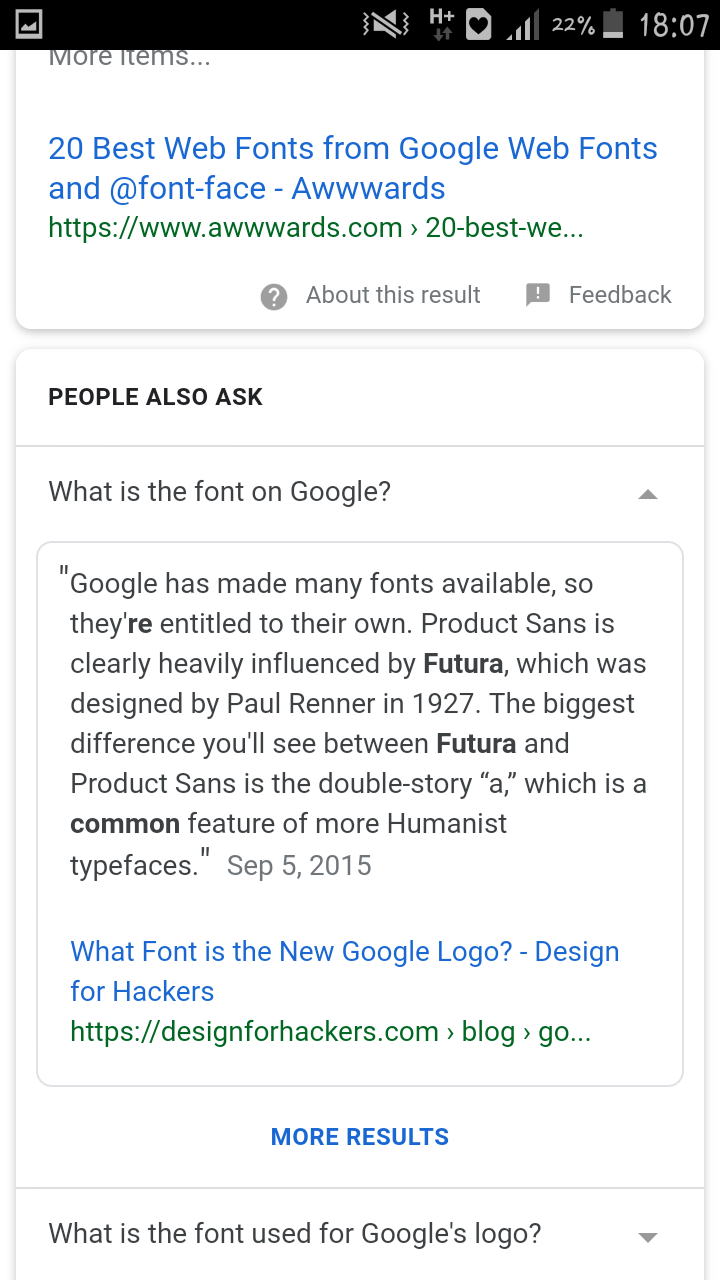 H+ 22% 18:07
More items...
20 Best Web Fonts from Google Web Fonts
and @font-face - Awwwards
https://www.awwwards.com › 20-best-we...
? About this result ! Feedback
PEOPLE ALSO ASK
What is the font on Google?
"Google has made many fonts available, so
they're entitled to their own. Product Sans is
clearly heavily influenced by Futura, which was
designed by Paul Renner in 1927. The biggest
difference you'll see between Futura and
Product Sans is the double-story “a,” which is a
common feature of more Humanist
typefaces." Sep 5, 2015
What Font is the New Google Logo? - Design
for Hackers
https://designforhackers.com › blog › go...
MORE RESULTS
What is the font used for Google's logo?